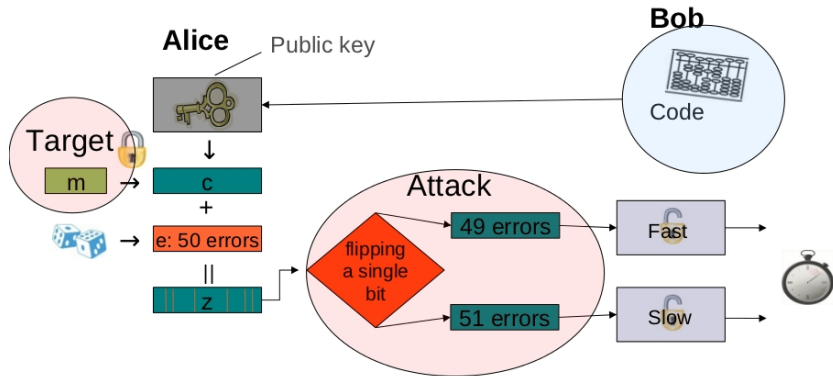 Alice
Bob
Public key
Code
Target
m
→
c
↓
+
→
e: 50 errors
||
z
Attack
flipping
a single
bit
49 errors
51 errors
Fast
Slow